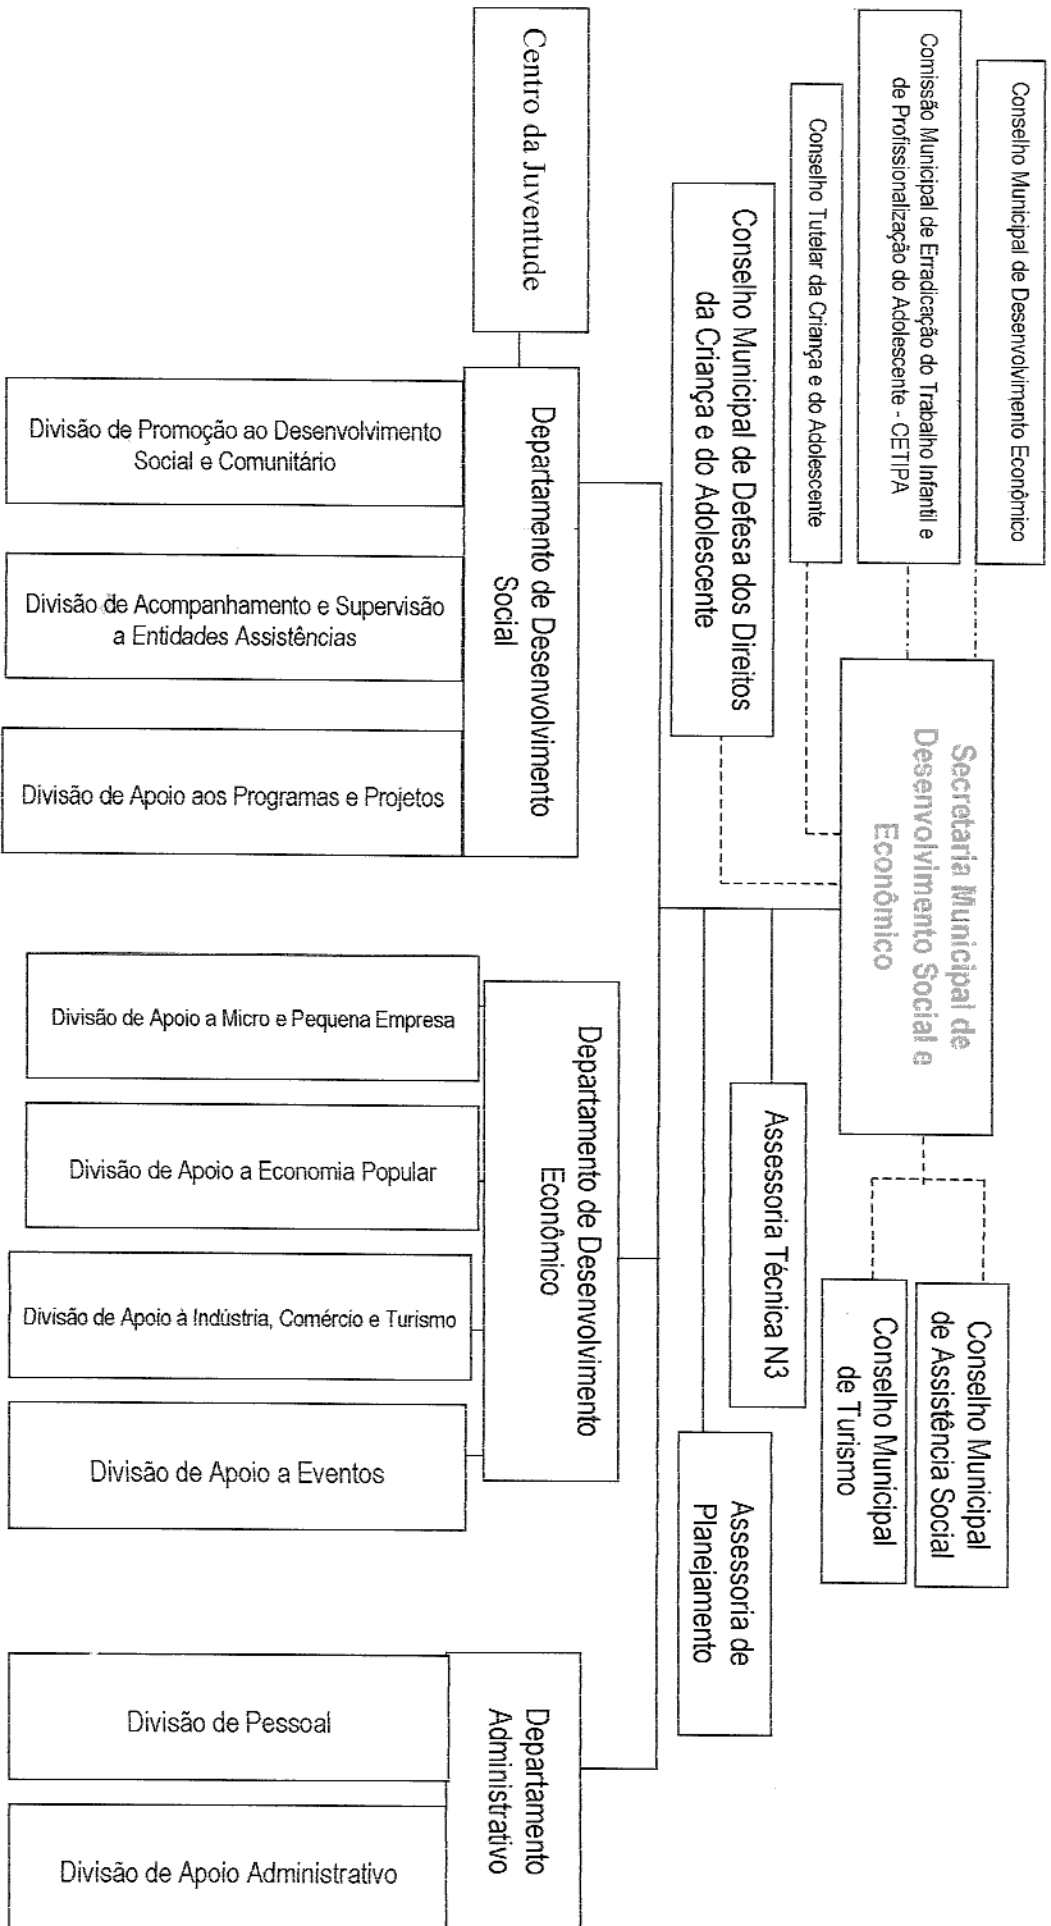 Conselho Municipal de Desenvolvimento Econômico
Comissão Municipal de Erradicação do Trabalho Infantil e
de Profissionalização do Adolescente - CETIPA
Conselho Tutelar da Criança e do Adolescente
Conselho Municipal de Defesa dos Direitos
da Criança e do Adolescente
Secretaria Municipal de
Desenvolvimento Social e
Econômico
Conselho Municipal
de Assistência Social
Conselho Municipal
de Turismo
Assessoria Técnica N3
Assessoria de
Planejamento
Centro da Juventude
Departamento de Desenvolvimento
Social
Divisão de Promoção ao Desenvolvimento
Social e Comunitário
Divisão de Acompanhamento e Supervisão
a Entidades Assistências
Divisão de Apoio aos Programas e Projetos
Departamento de Desenvolvimento
Econômico
Divisão de Apoio a Micro e Pequena Empresa
Divisão de Apoio a Economia Popular
Divisão de Apoio à Indústria, Comércio e Turismo
Divisão de Apoio a Eventos
Departamento
Administrativo
Divisão de Pessoal
Divisão de Apoio Administrativo